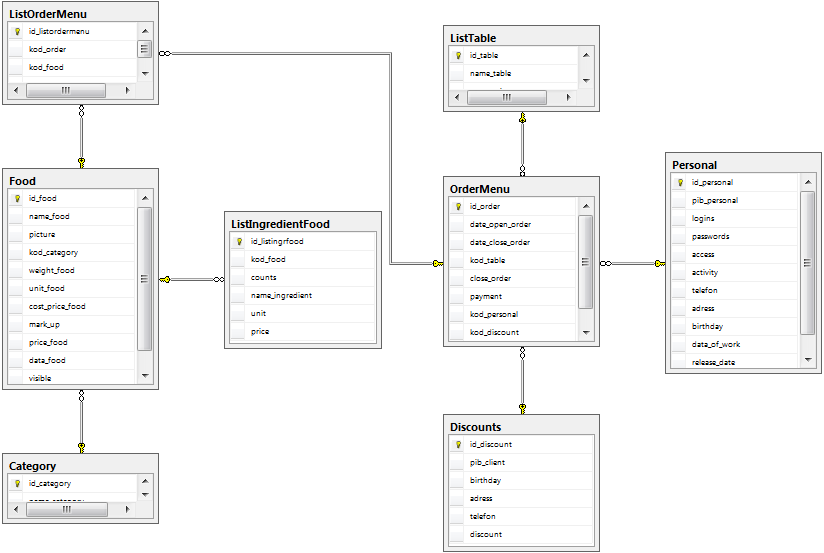 ListOrderMenu
id_listordermenu
kod_order
kod_food
Food
id_food
name_food
picture
kod_category
weight_food
unit_food
cost_price_food
mark_up
price_food
data_food
visible
Category
id_category
name_category
ListIngredientFood
id_listingrfood
kod_food
counts
name_ingredient
unit
price
ListTable
id_table
name_table
OrderMenu
id_order
date_open_order
date_close_order
kod_table
close_order
payment
kod_personal
kod_discount
Discounts
id_discount
pib_client
birthday
adress
telefon
discount
Personal
id_personal
pib_personal
logins
passwords
access
activity
telefon
adress
birthday
data_of_work
release_date